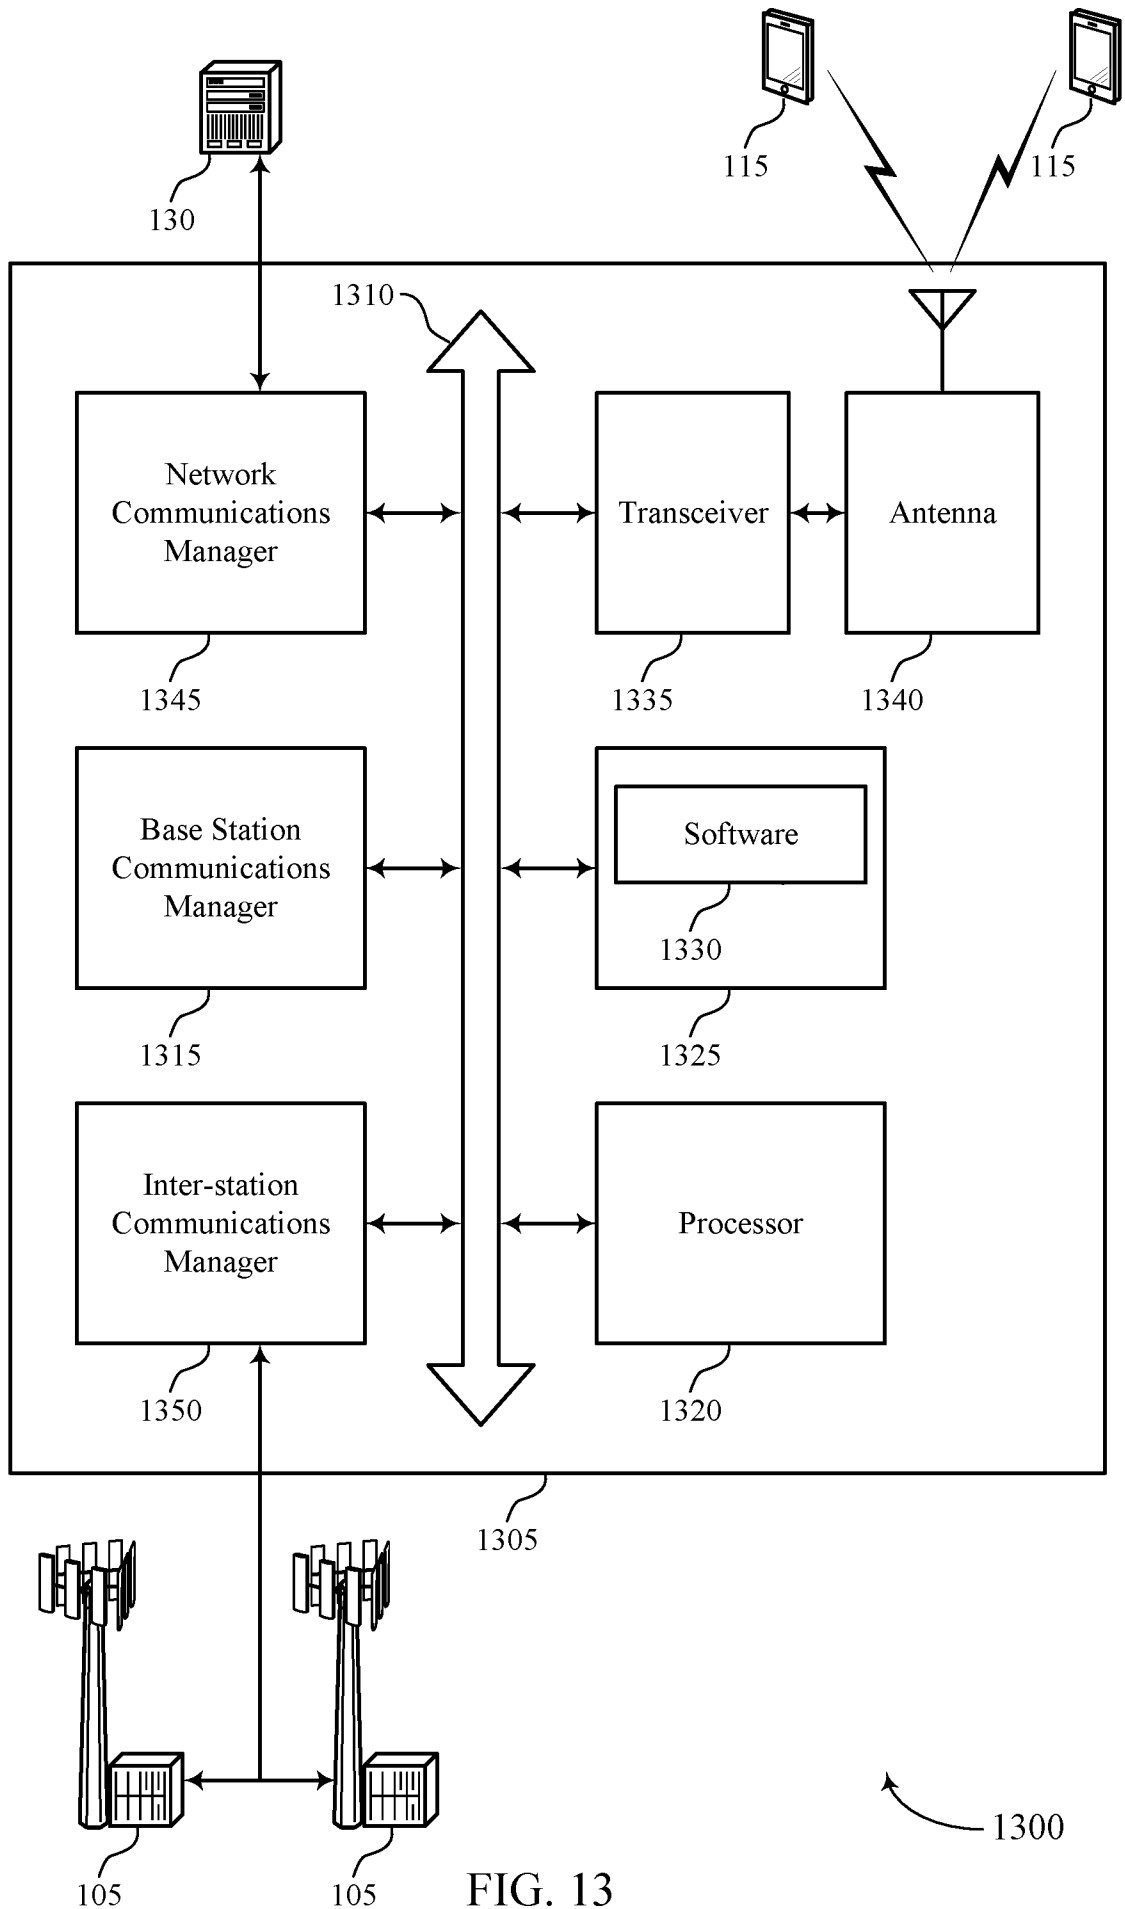 115
115
130
1310
Network
Communications
Manager
Transceiver
Antenna
1345
1335
1340
Base Station
Communications
Manager
Software
1330
1315
1325
Inter-station
Communications
Manager
Processor
1350
1320
1305
1300
105
105
FIG. 13